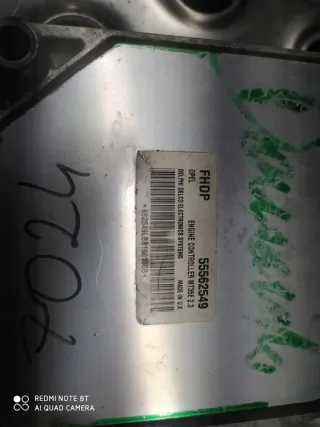 FHDP 55562549
OPEL ENGINE CONTROLLER MT35E 2.3
DELPHI DELCO ELECTRONICS SYSTEMS MADE IN U.K.
4204
REDMI NOTE 8T
AI QUAD CAMERA